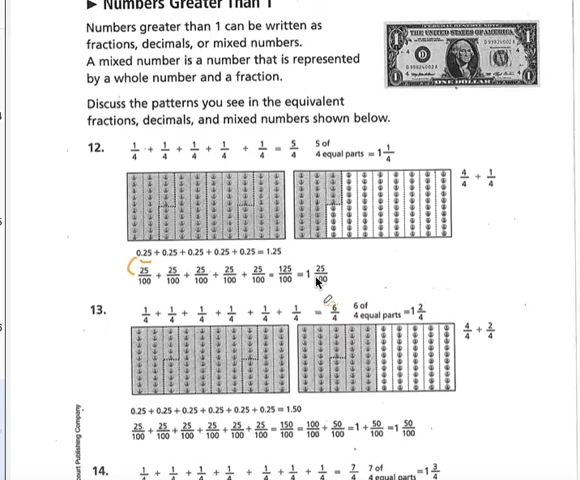 ▶ Numbers Greater Than 1
Numbers greater than 1 can be written as
fractions, decimals, or mixed numbers.
A mixed number is a number that is represented
by a whole number and a fraction.
THE UNITED STATES OF AMERICA
ONE DOLLAR
Discuss the patterns you see in the equivalent
fractions, decimals, and mixed numbers shown below.
12. 1/4 + 1/4 + 1/4 + 1/4 + 1/4 = 5/4 5 of 4 equal parts = 1 1/4
4/4 + 1/4
0.25 + 0.25 + 0.25 + 0.25 + 0.25 = 1.25
25/100 + 25/100 + 25/100 + 25/100 + 25/100 = 125/100 = 1 25/100
13. 1/4 + 1/4 + 1/4 + 1/4 + 1/4 + 1/4 = 6/4 6 of 4 equal parts = 1 2/4
4/4 + 2/4
0.25 + 0.25 + 0.25 + 0.25 + 0.25 + 0.25 = 1.50
25/100 + 25/100 + 25/100 + 25/100 + 25/100 + 25/100 = 150/100 = 100/100 + 50/100 = 1 + 50/100 = 1 50/100
14. 1/4 + 1/4 + 1/4 + 1/4 + 1/4 + 1/4 + 1/4 = 7/4 7 of 4 equal parts = 1 3/4
court Publishing Company